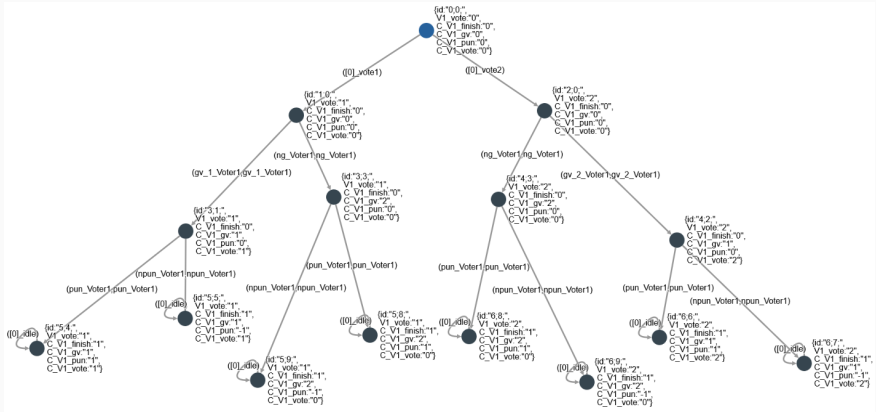 {id:"0;0;",
V1_vote:"0",
C_V1_finish:"0",
C_V1_gv:"0",
C_V1_pun:"0",
C_V1_vote:"0"}
([0]_vote1)
([0]_vote2)
{id:"1;0;",
V1_vote:"1",
C_V1_finish:"0",
C_V1_gv:"0",
C_V1_pun:"0",
C_V1_vote:"0"}
{id:"2;0;",
V1_vote:"2",
C_V1_finish:"0",
C_V1_gv:"0",
C_V1_pun:"0",
C_V1_vote:"0"}
(gv_1_Voter1;gv_1_Voter1)
(ng_Voter1;ng_Voter1)
(ng_Voter1;ng_Voter1)
(gv_2_Voter1;gv_2_Voter1)
{id:"3;1;",
V1_vote:"1",
C_V1_finish:"0",
C_V1_gv:"1",
C_V1_pun:"0",
C_V1_vote:"1"}
{id:"3;3;",
V1_vote:"1",
C_V1_finish:"0",
C_V1_gv:"2",
C_V1_pun:"0",
C_V1_vote:"0"}
{id:"4;3;",
V1_vote:"2",
C_V1_finish:"0",
C_V1_gv:"2",
C_V1_pun:"0",
C_V1_vote:"0"}
{id:"4;2;",
V1_vote:"2",
C_V1_finish:"0",
C_V1_gv:"1",
C_V1_pun:"0",
C_V1_vote:"2"}
(pun_Voter1;pun_Voter1)
(npun_Voter1;npun_Voter1)
(npun_Voter1;npun_Voter1)
(pun_Voter1;pun_Voter1)
(pun_Voter1;pun_Voter1)
(npun_Voter1;npun_Voter1)
(pun_Voter1;pun_Voter1)
(npun_Voter1;npun_Voter1)
([0]_idle)
{id:"5;4;",
V1_vote:"1",
C_V1_finish:"1",
C_V1_gv:"1",
C_V1_pun:"1",
C_V1_vote:"1"}
([0]_idle)
{id:"5;5;",
V1_vote:"1",
C_V1_finish:"1",
C_V1_gv:"1",
C_V1_pun:"-1",
C_V1_vote:"1"}
([0]_idle)
{id:"5;9;",
V1_vote:"1",
C_V1_finish:"1",
C_V1_gv:"2",
C_V1_pun:"-1",
C_V1_vote:"0"}
([0]_idle)
{id:"5;8;",
V1_vote:"1",
C_V1_finish:"1",
C_V1_gv:"2",
C_V1_pun:"1",
C_V1_vote:"0"}
([0]_idle)
{id:"6;8;",
V1_vote:"2",
C_V1_finish:"1",
C_V1_gv:"2",
C_V1_pun:"1",
C_V1_vote:"0"}
([0]_idle)
{id:"6;9;",
V1_vote:"2",
C_V1_finish:"1",
C_V1_gv:"2",
C_V1_pun:"-1",
C_V1_vote:"0"}
([0]_idle)
{id:"6;6;",
V1_vote:"2",
C_V1_finish:"1",
C_V1_gv:"1",
C_V1_pun:"1",
C_V1_vote:"2"}
([0]_idle)
{id:"6;7;",
V1_vote:"2",
C_V1_finish:"1",
C_V1_gv:"1",
C_V1_pun:"-1",
C_V1_vote:"2"}